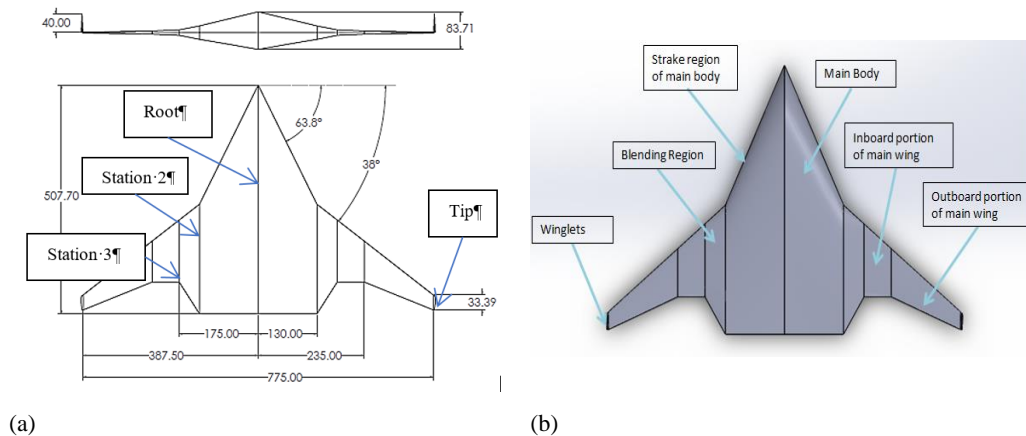 40.00
83.71
Root¶
63.8°
38°
Station·2¶
507.70
Tip¶
Station·3¶
33.39
175.00
130.00
387.50
235.00
775.00
(a)
Strake region
of main body
Main Body
Blending Region
Inboard portion
of main wing
Outboard portion
of main wing
Winglets
(b)